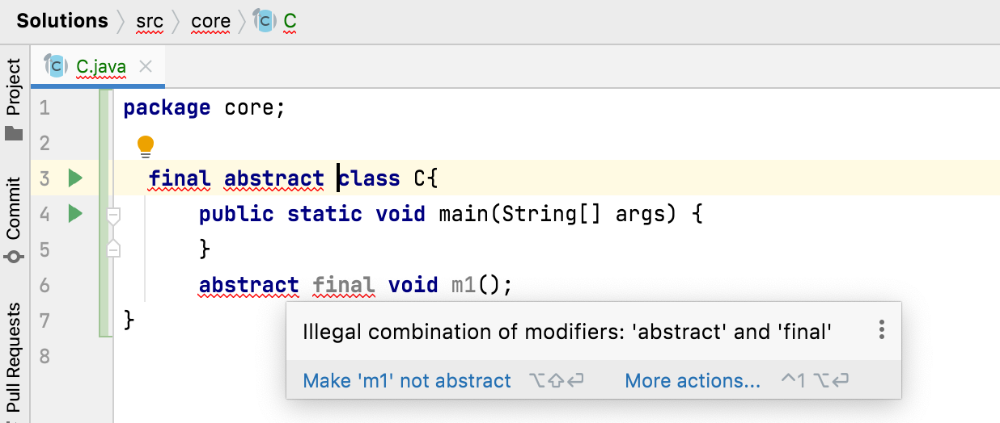 Solutions src core C C
Project
Commit
Pull Requests
C C.java
1 package core;
2
3 final abstract class C{
4 public static void main(String[] args) {
5 }
6 abstract final void m1();
7 }
8
Illegal combination of modifiers: 'abstract' and 'final'
Make 'm1' not abstract ⌥⇧⏎ More actions... ^1 ⌥⏎